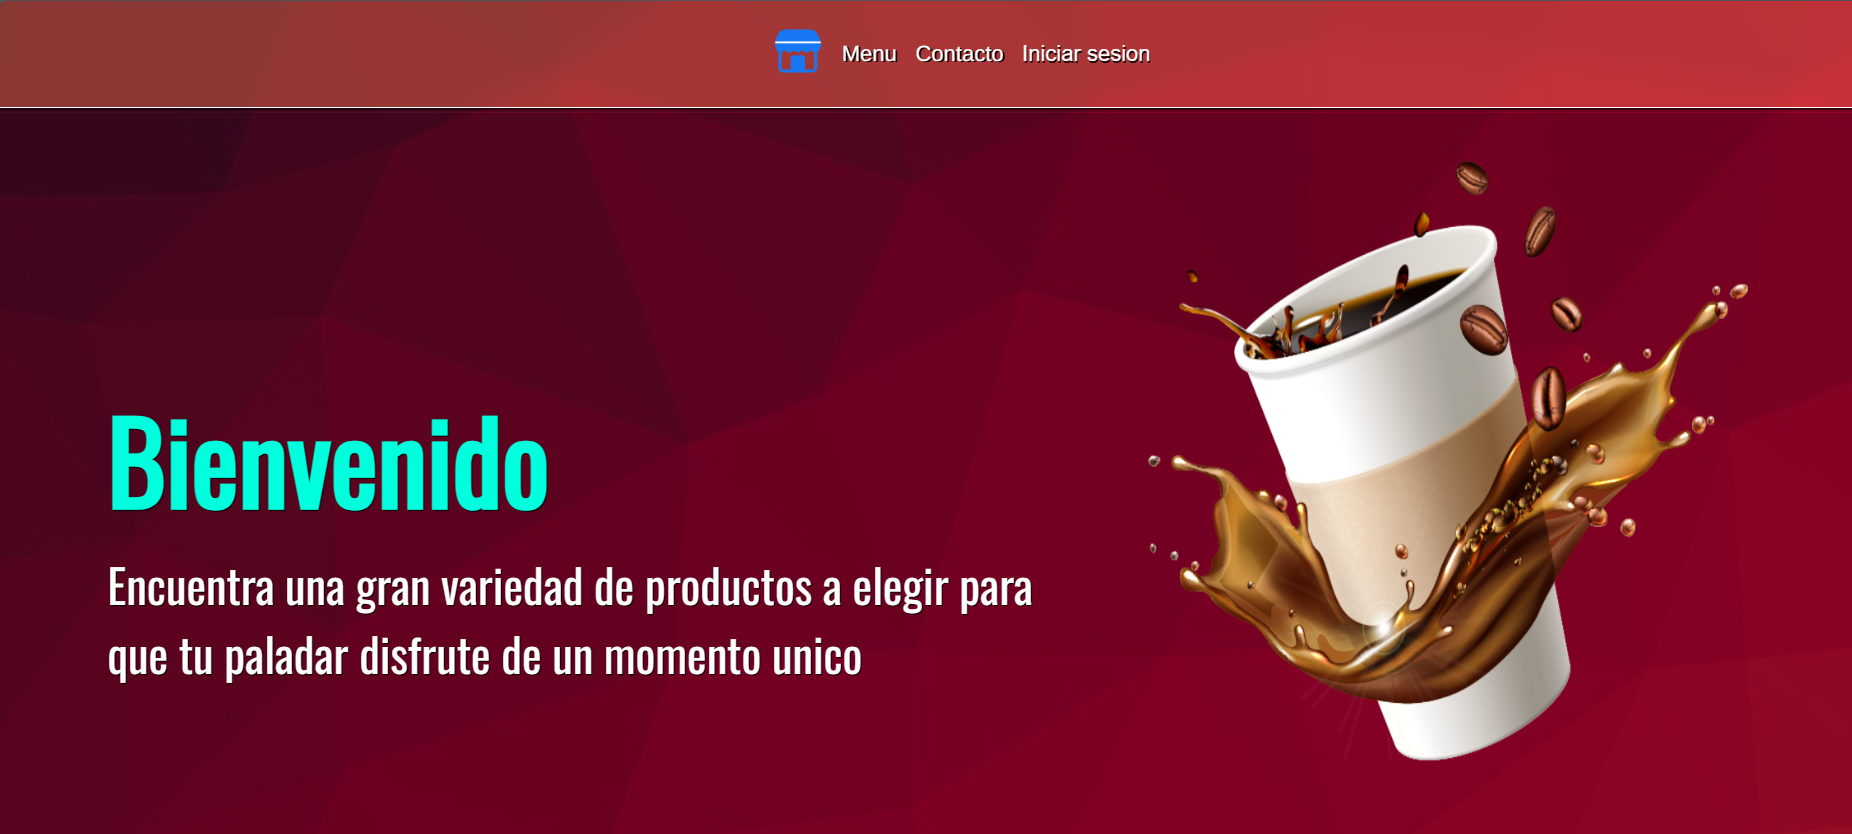 Menu Contacto Iniciar sesion
Bienvenido
Encuentra una gran variedad de productos a elegir para
que tu paladar disfrute de un momento unico